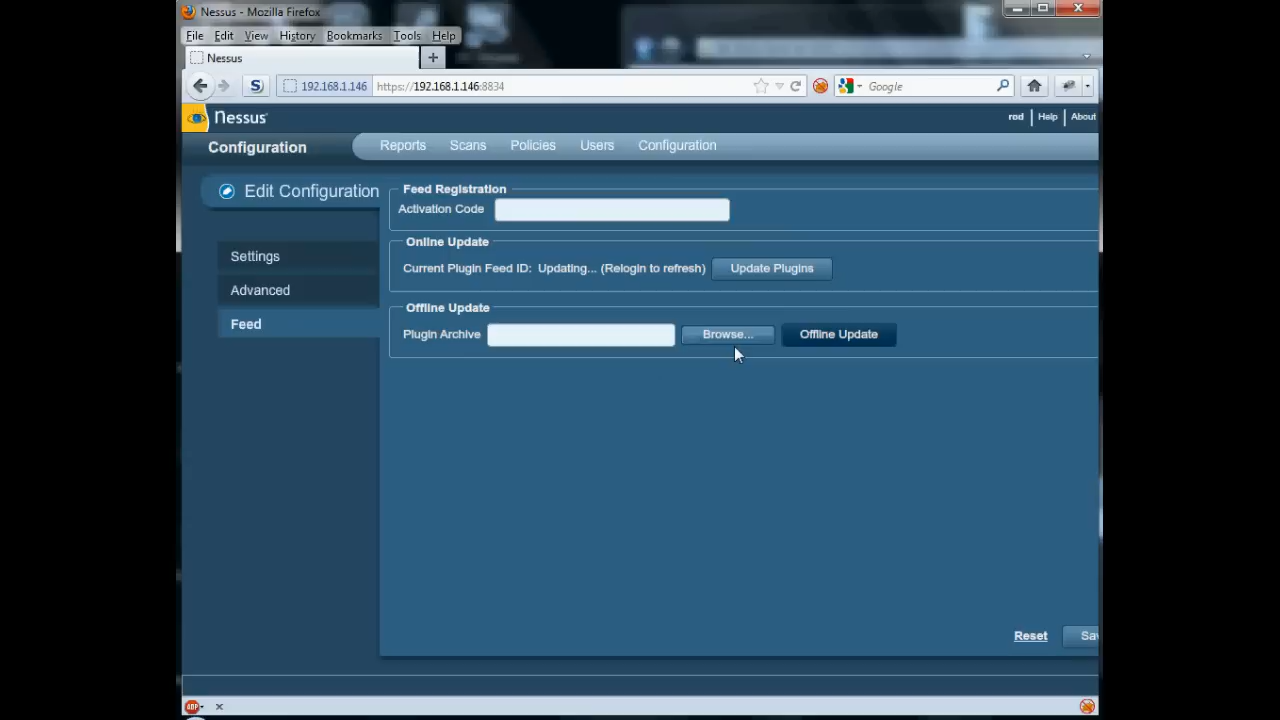 Nessus - Mozilla Firefox
File Edit View History Bookmarks Tools Help
Nessus
192.168.1.146 https://192.168.1.146:8834 Google
Nessus
rod Help About
Configuration Reports Scans Policies Users Configuration
Edit Configuration
Feed Registration
Activation Code
Online Update
Settings
Current Plugin Feed ID: Updating... (Relogin to refresh) Update Plugins
Advanced
Offline Update
Feed
Plugin Archive Browse... Offline Update
Reset Sav
ABP